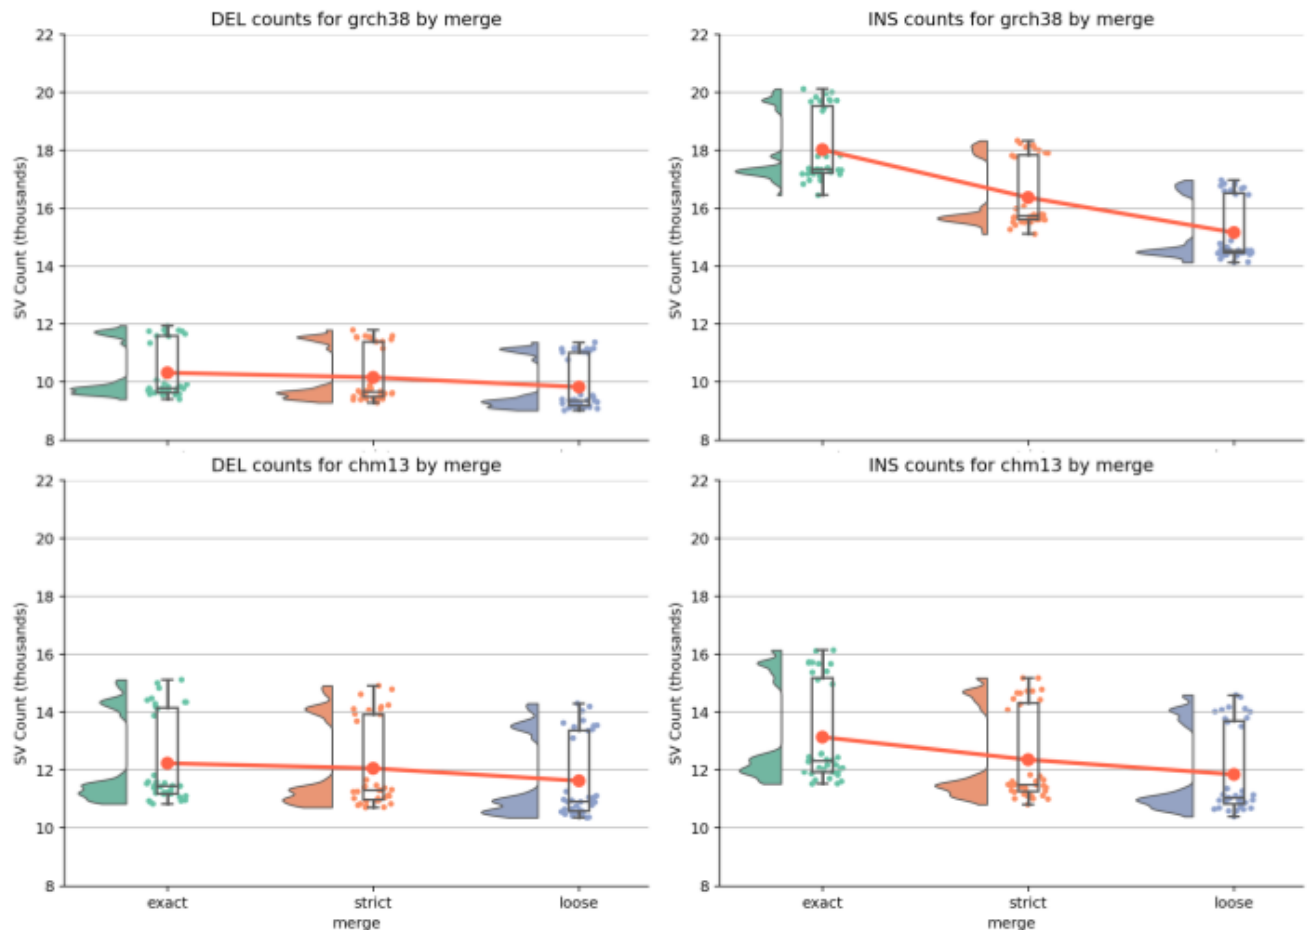 DEL counts for grch38 by merge
INS counts for grch38 by merge
SV Count (thousands)
22
20
18
16
14
12
10
8
SV Count (thousands)
22
20
18
16
14
12
10
8
DEL counts for chm13 by merge
INS counts for chm13 by merge
SV Count (thousands)
22
20
18
16
14
12
10
8
exact
strict
loose
merge
SV Count (thousands)
22
20
18
16
14
12
10
8
exact
strict
loose
merge